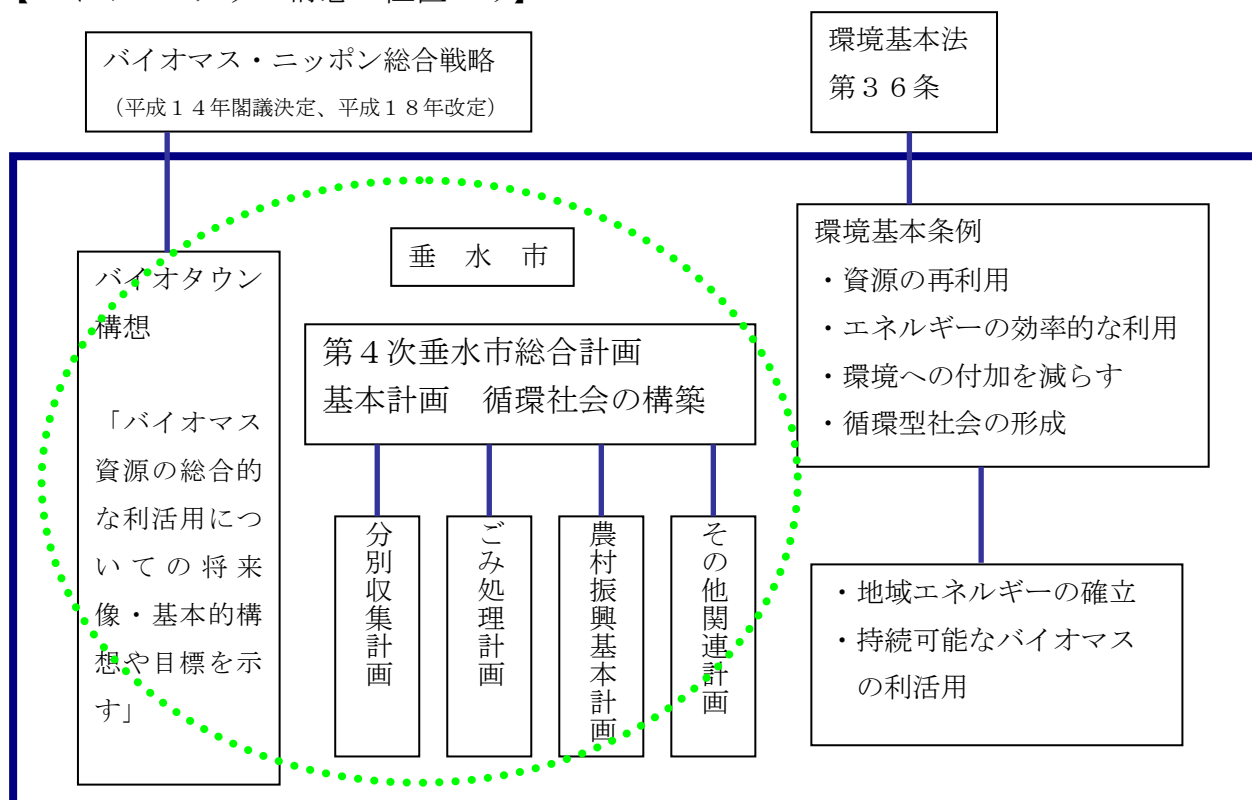 バイオマス・ニッポン総合戦略
（平成１４年閣議決定、平成１８年改定）
環境基本法
第３６条
垂　水　市
バイオタウン
構想
「バイオマス
資源の総合的
な利活用につ
いての将来
像・基本的構
想や目標を示
す」
第４次垂水市総合計画
基本計画　循環社会の構築
分別収集計画
ごみ処理計画
農村振興基本計画
その他関連計画
環境基本条例
・資源の再利用
・エネルギーの効率的な利用
・環境への付加を減らす
・循環型社会の形成
・地域エネルギーの確立
・持続可能なバイオマス
の利活用